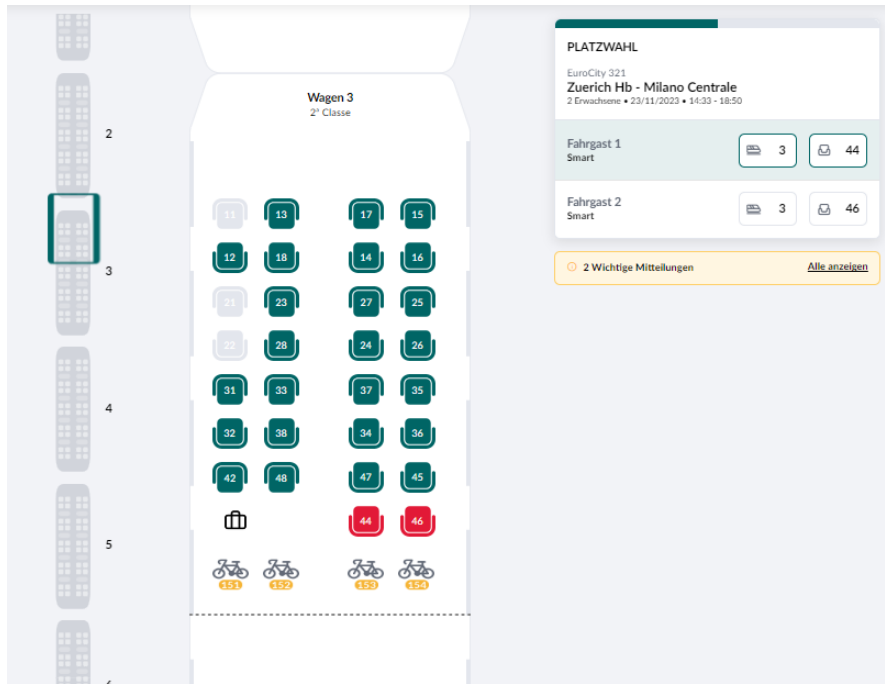 2
3
4
5
Wagen 3
2ª Classe
11 13 17 15
12 18 14 16
21 23 27 25
22 28 24 26
31 33 37 35
32 38 34 36
42 48 47 45
44 46
151 152 153 154
PLATZWAHL
EuroCity 321
Zuerich Hb - Milano Centrale
2 Erwachsene • 23/11/2023 • 14:33 - 18:50
Fahrgast 1
Smart
3 44
Fahrgast 2
Smart
3 46
2 Wichtige Mitteilungen Alle anzeigen